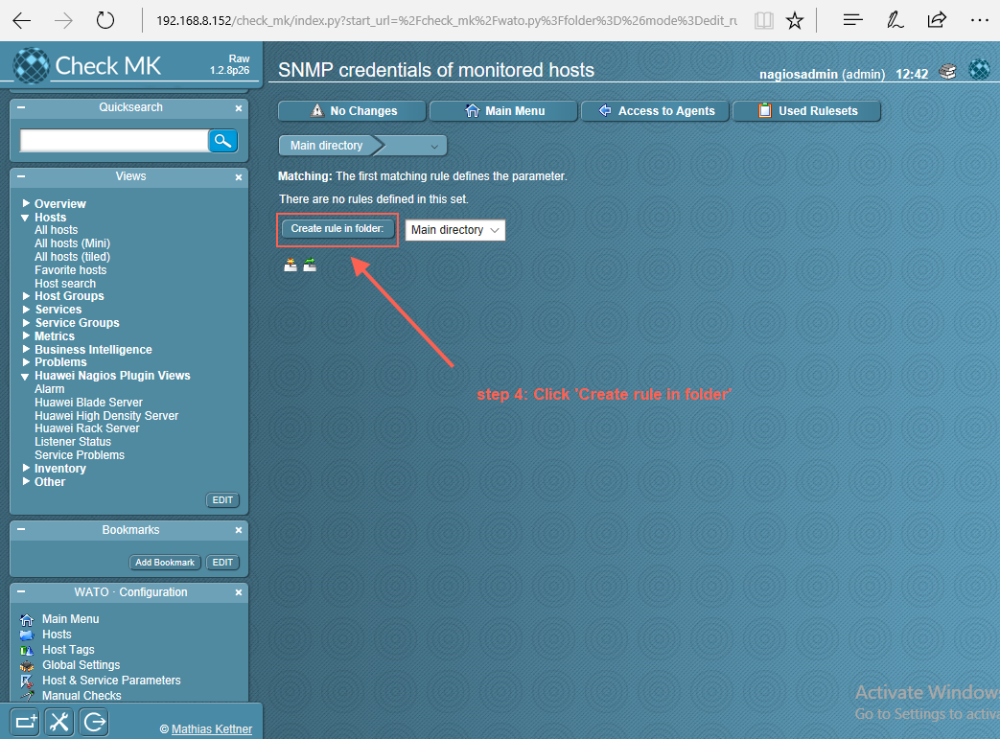 192.168.8.152/check_mk/index.py?start_url=%2Fcheck_mk%2Fwato.py%3Ffolder%3D%26mode%3Dedit_ru
Check MK
Raw
1.2.8p26
SNMP credentials of monitored hosts
nagiosadmin (admin) 12:42
Quicksearch
Views
Overview
Hosts
All hosts
All hosts (Mini)
All hosts (tiled)
Favorite hosts
Host search
Host Groups
Services
Service Groups
Metrics
Business Intelligence
Problems
Huawei Nagios Plugin Views
Alarm
Huawei Blade Server
Huawei High Density Server
Huawei Rack Server
Listener Status
Service Problems
Inventory
Other
EDIT
Bookmarks
Add Bookmark EDIT
WATO · Configuration
Main Menu
Hosts
Host Tags
Global Settings
Host & Service Parameters
Manual Checks
© Mathias Kettner
No Changes Main Menu Access to Agents Used Rulesets
Main directory
Matching: The first matching rule defines the parameter.
There are no rules defined in this set.
Create rule in folder: Main directory
step 4: Click 'Create rule in folder'
Activate Windows
Go to Settings to activa